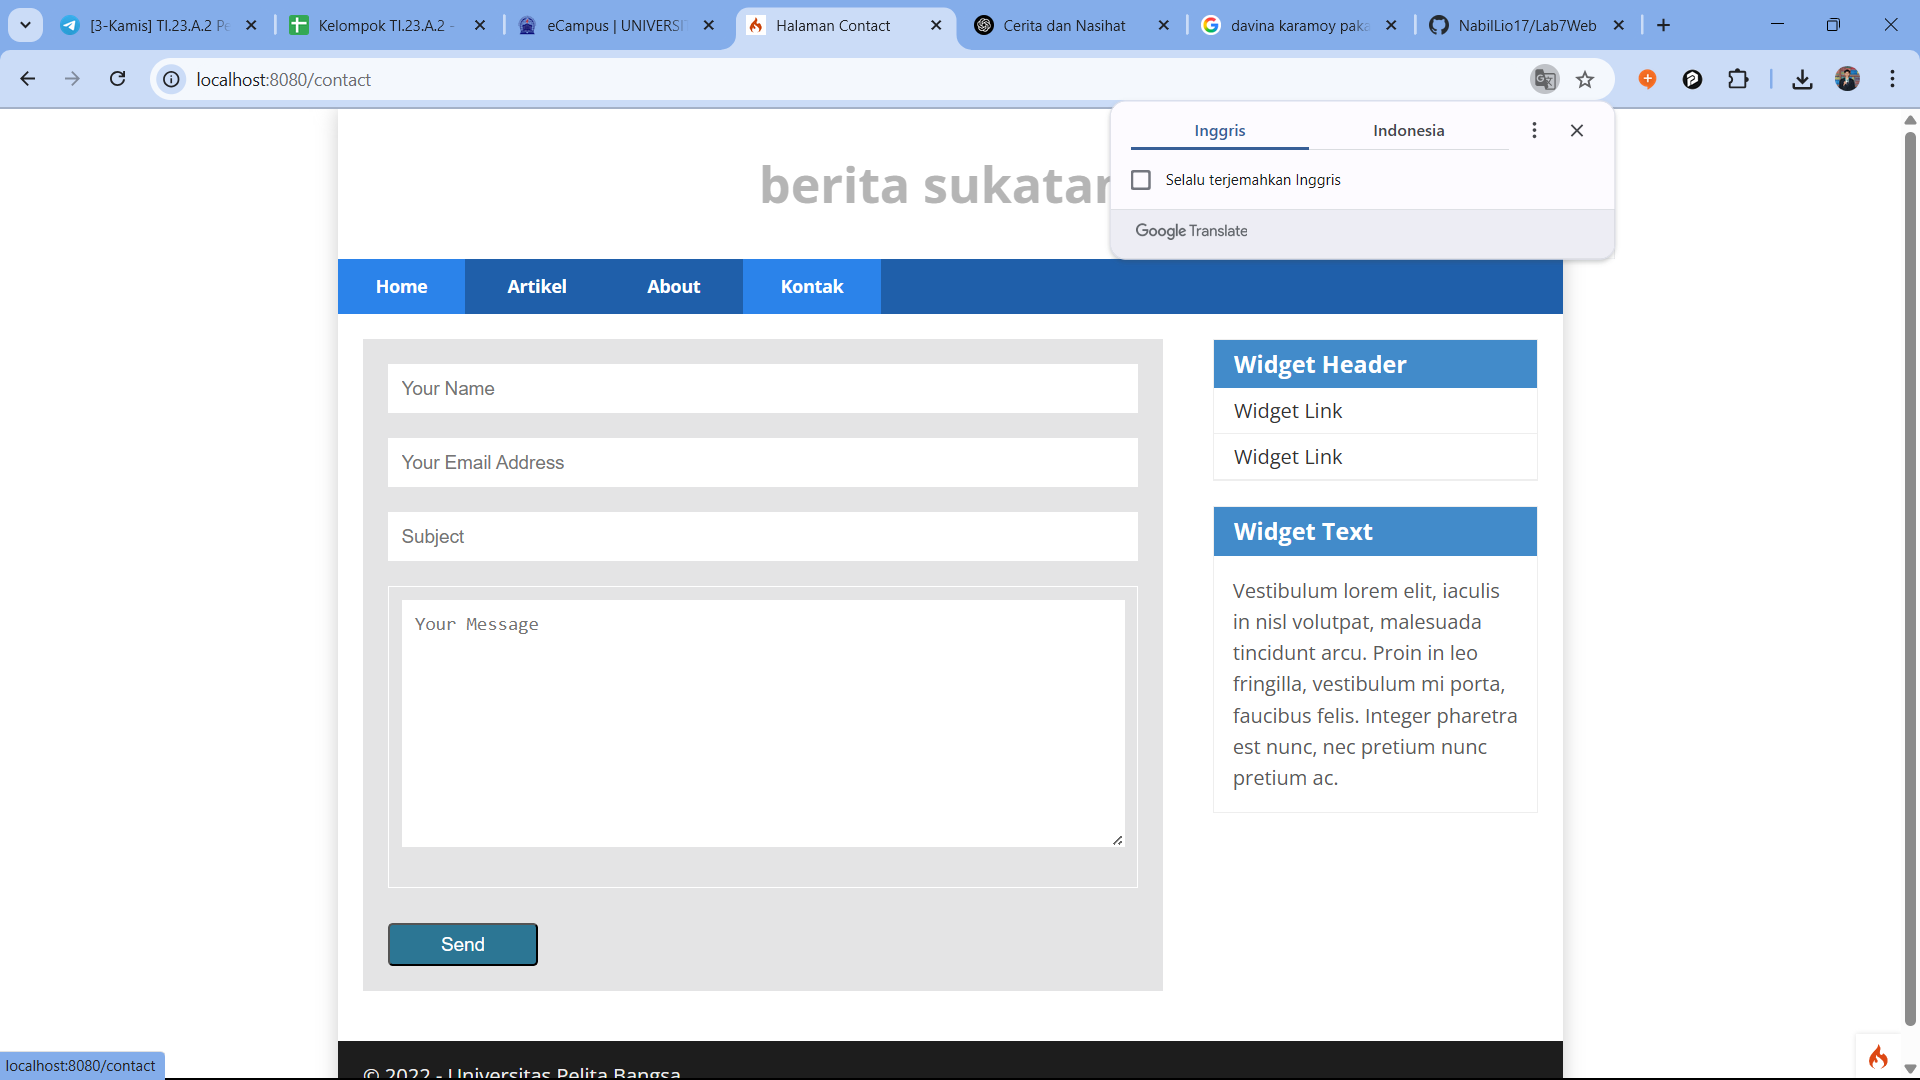 [3-Kamis] TI.23.A.2 Pe
Kelompok TI.23.A.2 -
eCampus | UNIVERSI
Halaman Contact
Cerita dan Nasihat
davina karamoy paka
NabilLio17/Lab7Web
localhost:8080/contact
Inggris
Indonesia
Selalu terjemahkan Inggris
Google Translate
berita sukatan
Home
Artikel
About
Kontak
Your Name
Your Email Address
Subject
Your Message
Send
Widget Header
Widget Link
Widget Link
Widget Text
Vestibulum lorem elit, iaculis
in nisl volutpat, malesuada
tincidunt arcu. Proin in leo
fringilla, vestibulum mi porta,
faucibus felis. Integer pharetra
est nunc, nec pretium nunc
pretium ac.
© 2022 - Universitas Pelita Bangsa
localhost:8080/contact